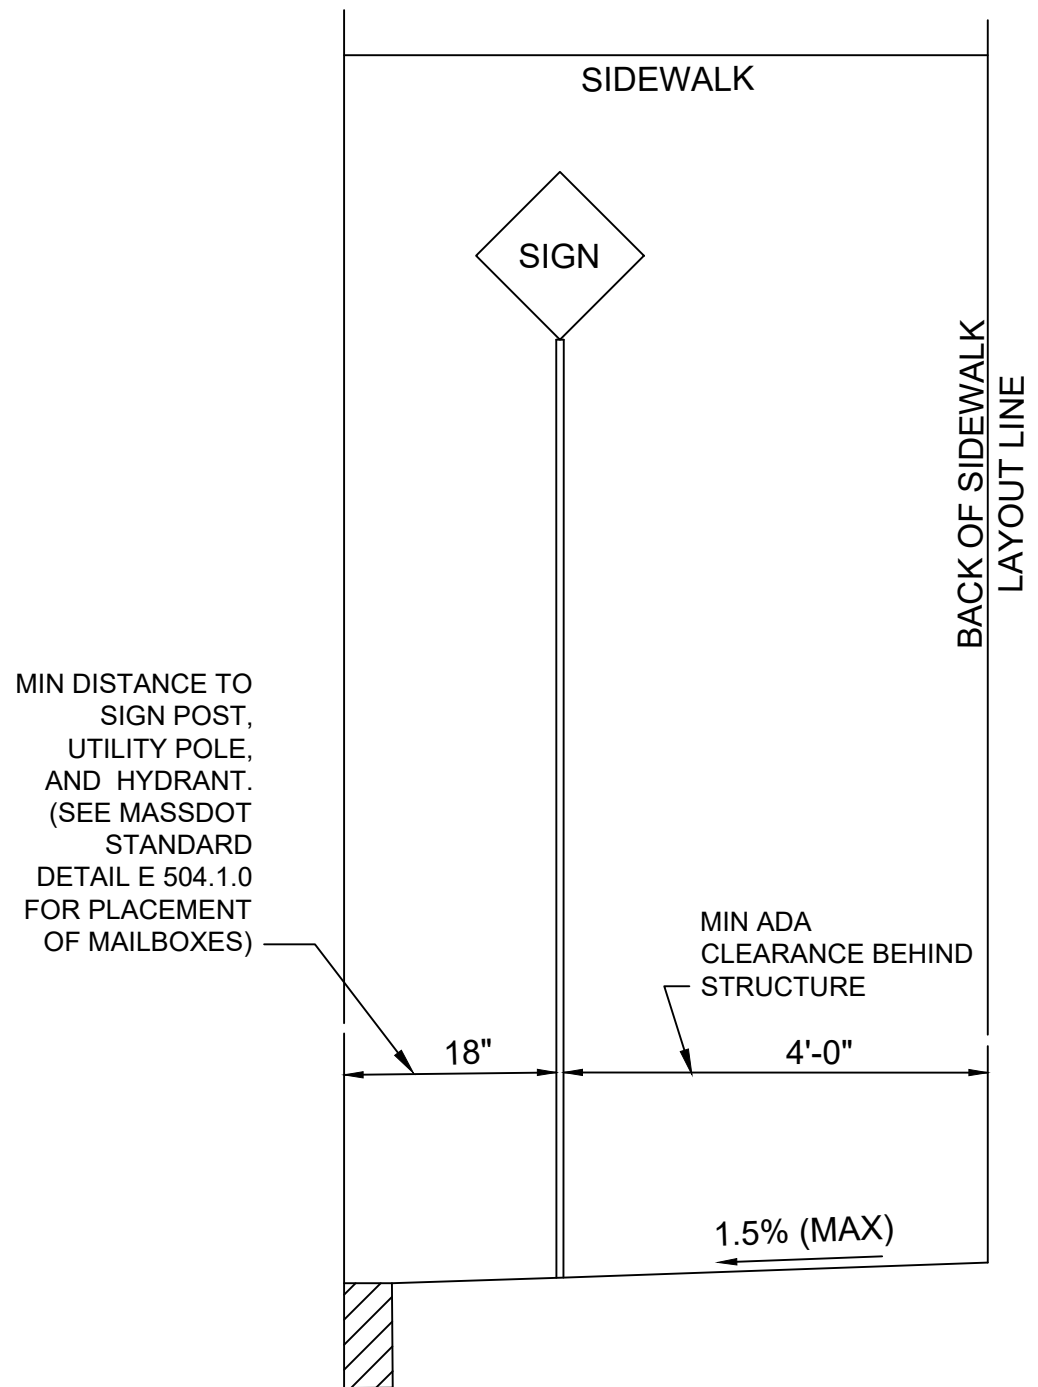 SIDEWALK
SIGN
BACK OF SIDEWALK
LAYOUT LINE
MIN DISTANCE TO
SIGN POST,
UTILITY POLE,
AND HYDRANT.
(SEE MASSDOT
STANDARD
DETAIL E 504.1.0
FOR PLACEMENT
OF MAILBOXES)
MIN ADA
CLEARANCE BEHIND
STRUCTURE
18"
4'-0"
1.5% (MAX)